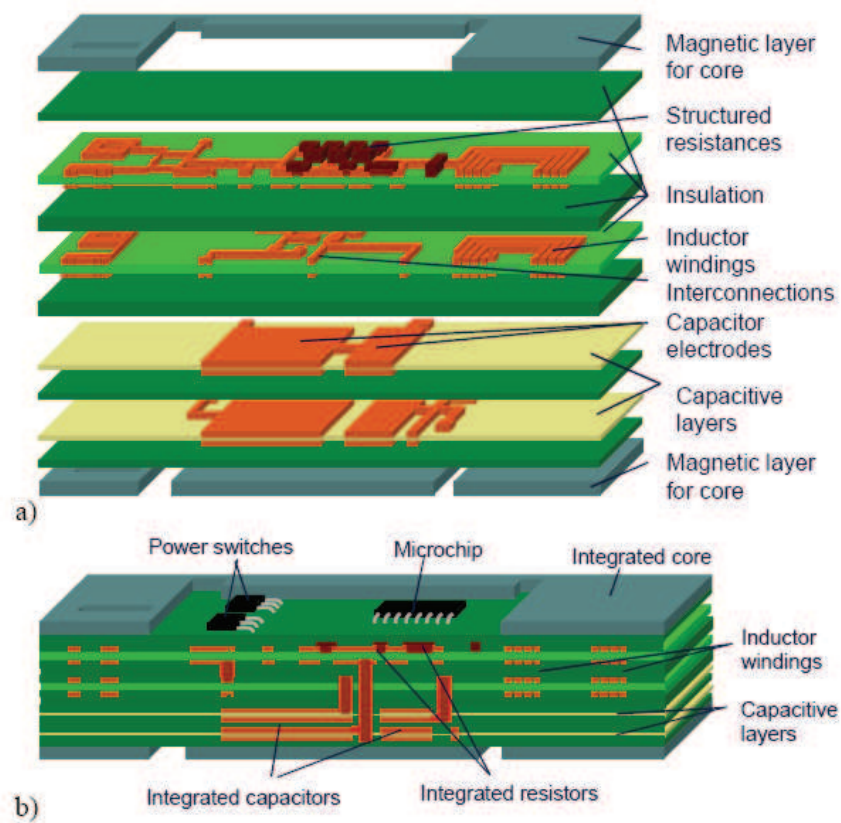 Magnetic layer
for core
Structured
resistances
Insulation
Inductor
windings
Interconnections
Capacitor
electrodes
Capacitive
layers
Magnetic layer
for core
a)
Power switches
Microchip
Integrated core
Inductor
windings
Capacitive
layers
Integrated capacitors
Integrated resistors
b)